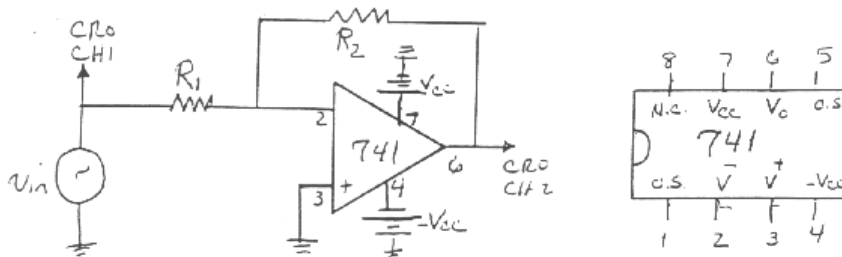 CRO
CH1
R1
R2
VCC
7
2
741
6
CRO
CH2
3
+
4
-VCC
Vin
~
8 7 6 5
N.C. VCC VO O.S
741
O.S. V- V+ -VCC
1 2 3 4